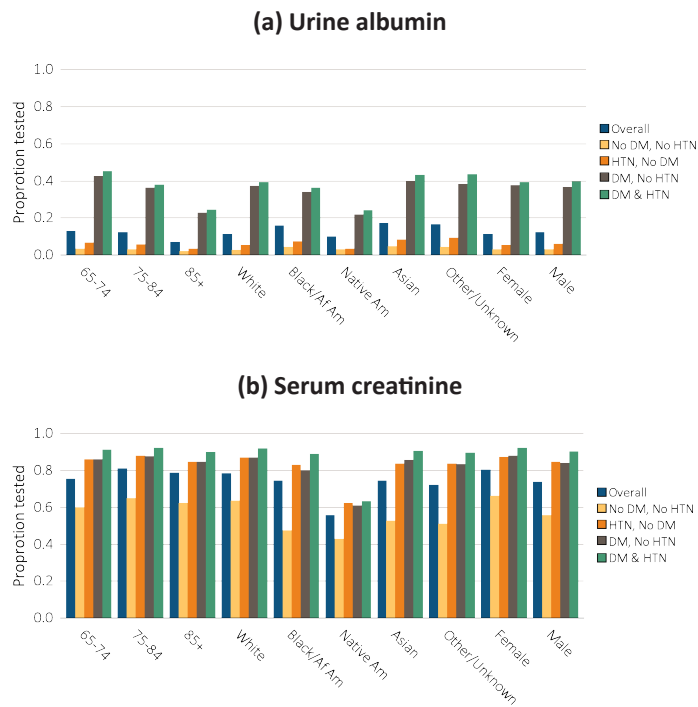 (a) Urine albumin
1.0
0.8
0.6
0.4
0.2
0.0
Proprotion tested
65-74
75-84
85+
White
Black/Af Am
Native Am
Asian
Other/Unknown
Female
Male
Overall
No DM, No HTN
HTN, No DM
DM, No HTN
DM & HTN
(b) Serum creatinine
1.0
0.8
0.6
0.4
0.2
0.0
Proprotion tested
65-74
75-84
85+
White
Black/Af Am
Native Am
Asian
Other/Unknown
Female
Male
Overall
No DM, No HTN
HTN, No DM
DM, No HTN
DM & HTN